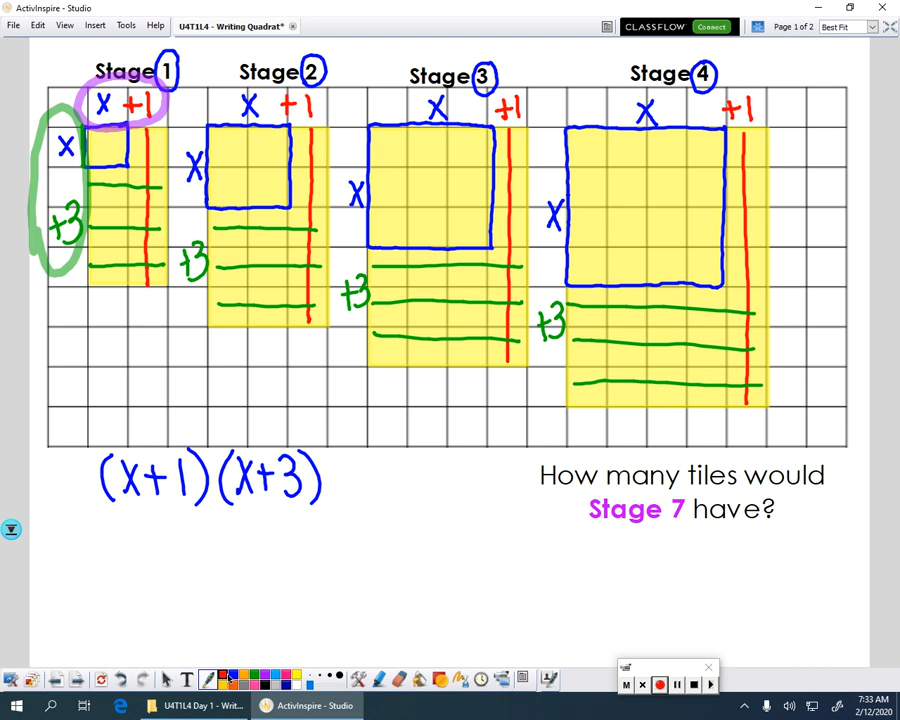 ActivInspire - Studio
File Edit View Insert Tools Help
U4T1L4 - Writing Quadrat*
CLASSFLOW Connect
Page 1 of 2
Best Fit
Stage 1 Stage 2 Stage 3 Stage 4
x +1 x +1 x +1 x +1
x x x x
+3 +3 +3 +3
(x+1)(x+3)
How many tiles would
Stage 7 have?
T
M
U4T1L4 Day 1 - Writ...
ActivInspire - Studio
7:33 AM
2/12/2020